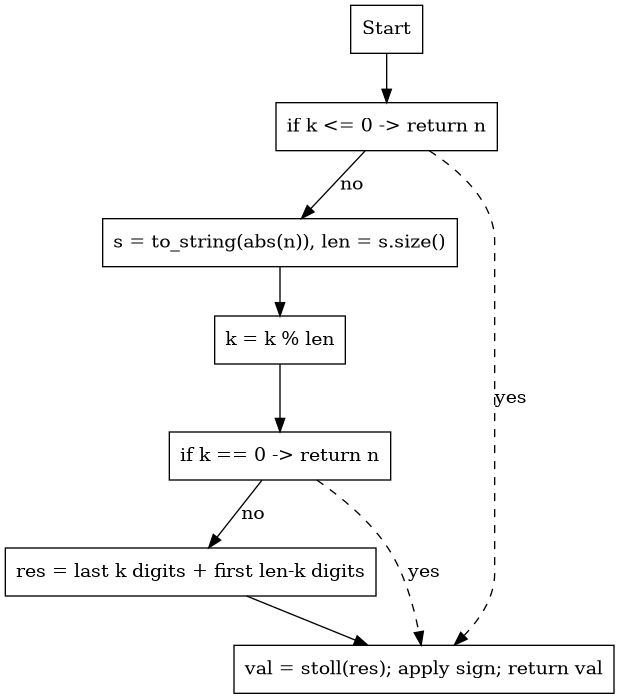 Start
if k <= 0 -> return n
no
s = to_string(abs(n)), len = s.size()
k = k % len
yes
if k == 0 -> return n
no
res = last k digits + first len-k digits
yes
val = stoll(res); apply sign; return val